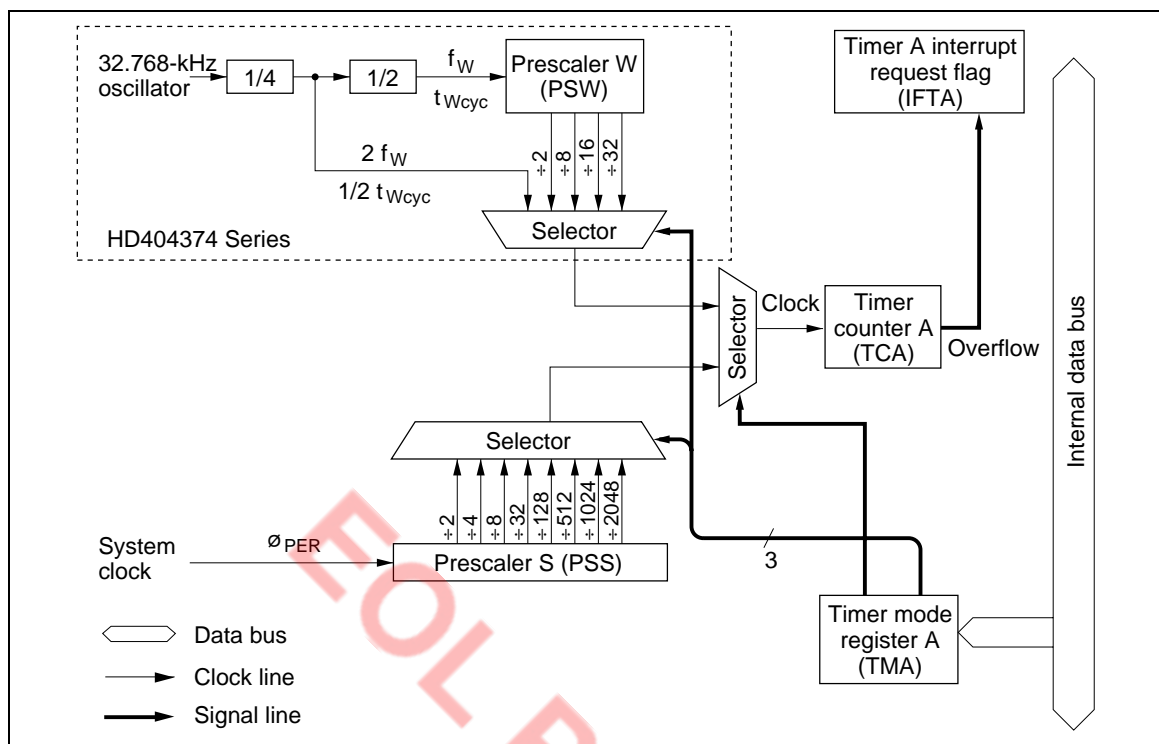 32.768-kHz
oscillator
1/4
1/2
fW
tWcyc
Prescaler W
(PSW)
2 fW
1/2 tWcyc
÷2
÷8
÷16
÷32
Selector
HD404374 Series
Timer A interrupt
request flag
(IFTA)
Selector
Clock
Timer
counter A
(TCA)
Overflow
Internal data bus
Selector
÷2
÷4
÷8
÷32
÷128
÷512
÷1024
÷2048
System
clock
øPER
Prescaler S (PSS)
3
Timer mode
register A
(TMA)
Data bus
Clock line
Signal line
EOL